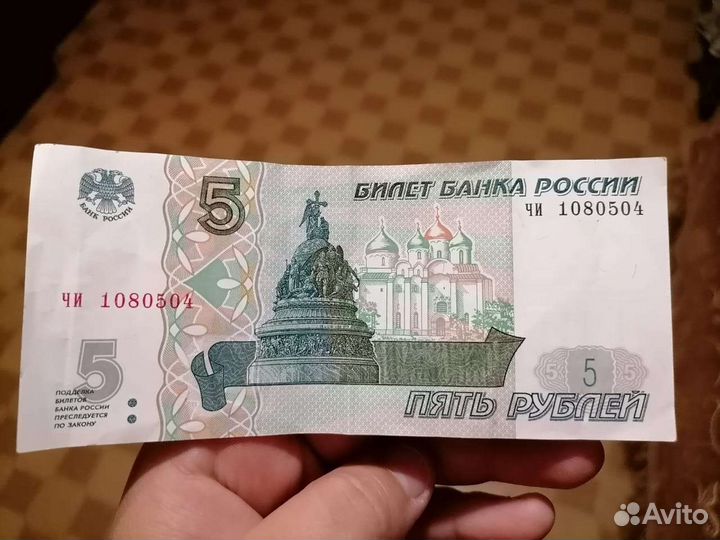 5
БИЛЕТ БАНКА РОССИИ
чи 1080504
БАНК РОССИИ
чи 1080504
5
ПОДДЕЛКА
БИЛЕТОВ
БАНКА РОССИИ
ПРЕСЛЕДУЕТСЯ
ПО ЗАКОНУ
5 5 5
ПЯТЬ РУБЛЕЙ
Avito